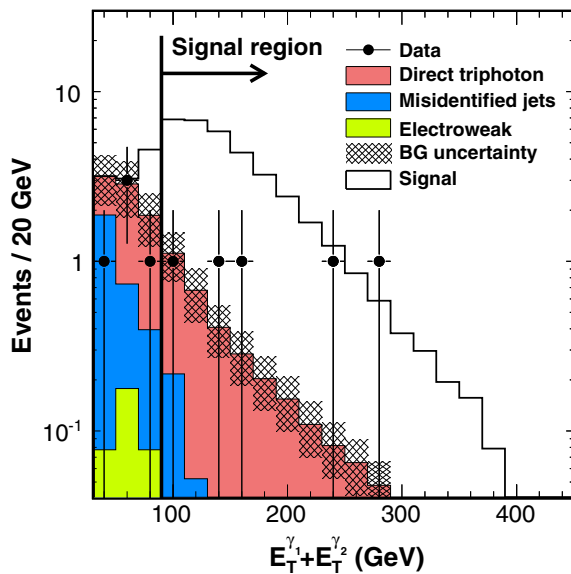 Signal region
Data
Direct triphoton
Misidentified jets
Electroweak
BG uncertainty
Signal
Events / 20 GeV
10
1
10⁻¹
100 200 300 400
E_T^γ₁+E_T^γ₂ (GeV)